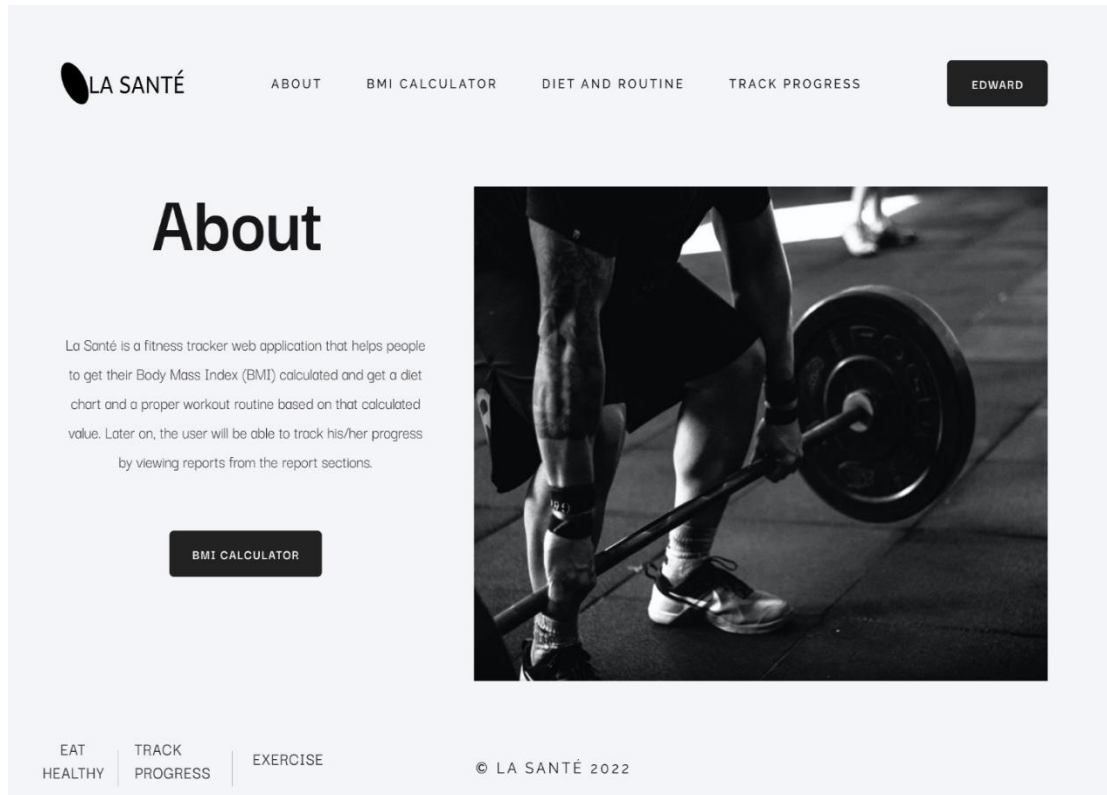 LA SANTÉ
ABOUT
BMI CALCULATOR
DIET AND ROUTINE
TRACK PROGRESS
EDWARD
About
La Santé is a fitness tracker web application that helps people
to get their Body Mass Index (BMI) calculated and get a diet
chart and a proper workout routine based on that calculated
value. Later on, the user will be able to track his/her progress
by viewing reports from the report sections.
BMI CALCULATOR
EAT
HEALTHY
TRACK
PROGRESS
EXERCISE
© LA SANTÉ 2022